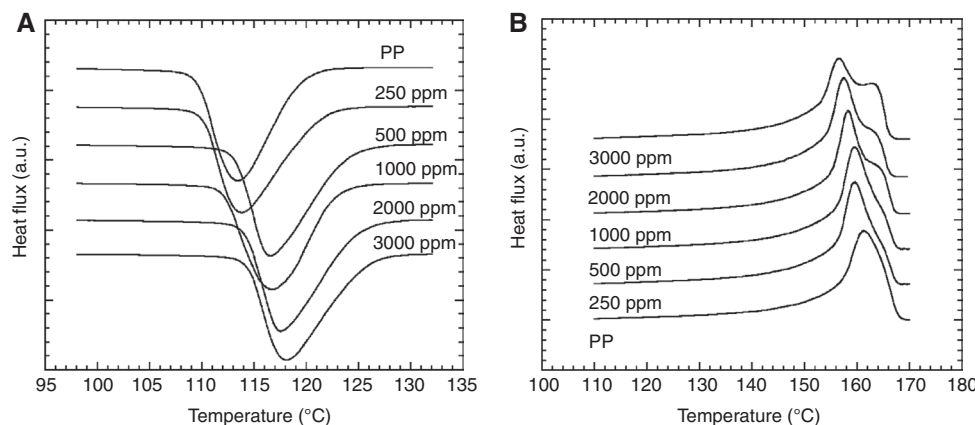 A
PP
250 ppm
500 ppm
1000 ppm
2000 ppm
3000 ppm
Heat flux (a.u.)
95 100 105 110 115 120 125 130 135
Temperature (°C)
B
3000 ppm
2000 ppm
1000 ppm
500 ppm
250 ppm
PP
Heat flux (a.u.)
100 110 120 130 140 150 160 170 180
Temperature (°C)